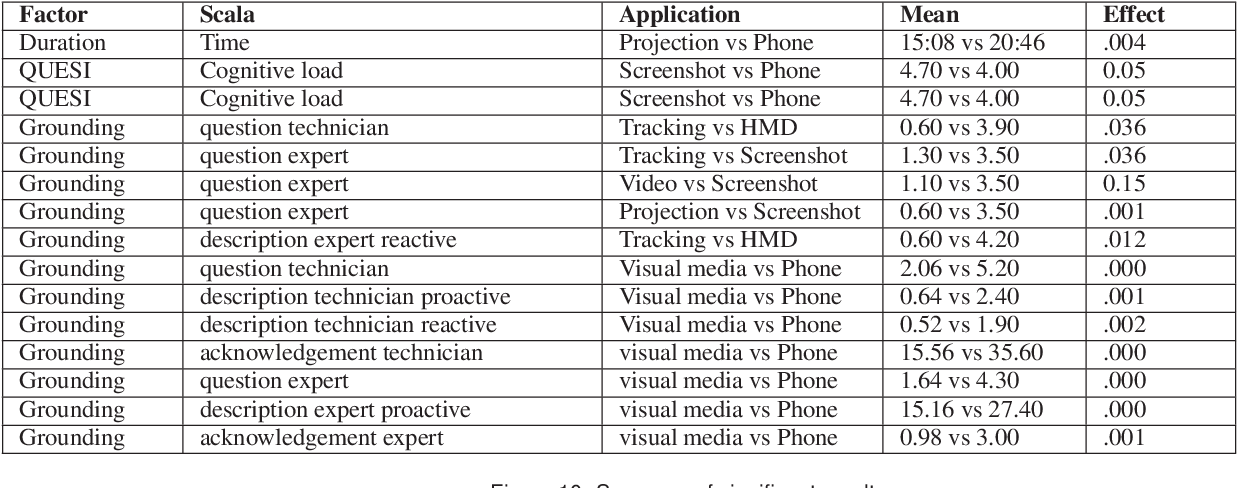 Factor Scala Application Mean Effect
Duration Time Projection vs Phone 15:08 vs 20:46 .004
QUESI Cognitive load Screenshot vs Phone 4.70 vs 4.00 0.05
QUESI Cognitive load Screenshot vs Phone 4.70 vs 4.00 0.05
Grounding question technician Tracking vs HMD 0.60 vs 3.90 .036
Grounding question expert Tracking vs Screenshot 1.30 vs 3.50 .036
Grounding question expert Video vs Screenshot 1.10 vs 3.50 0.15
Grounding question expert Projection vs Screenshot 0.60 vs 3.50 .001
Grounding description expert reactive Tracking vs HMD 0.60 vs 4.20 .012
Grounding question technician Visual media vs Phone 2.06 vs 5.20 .000
Grounding description technician proactive Visual media vs Phone 0.64 vs 2.40 .001
Grounding description technician reactive Visual media vs Phone 0.52 vs 1.90 .002
Grounding acknowledgement technician visual media vs Phone 15.56 vs 35.60 .000
Grounding question expert visual media vs Phone 1.64 vs 4.30 .000
Grounding description expert proactive visual media vs Phone 15.16 vs 27.40 .000
Grounding acknowledgement expert visual media vs Phone 0.98 vs 3.00 .001